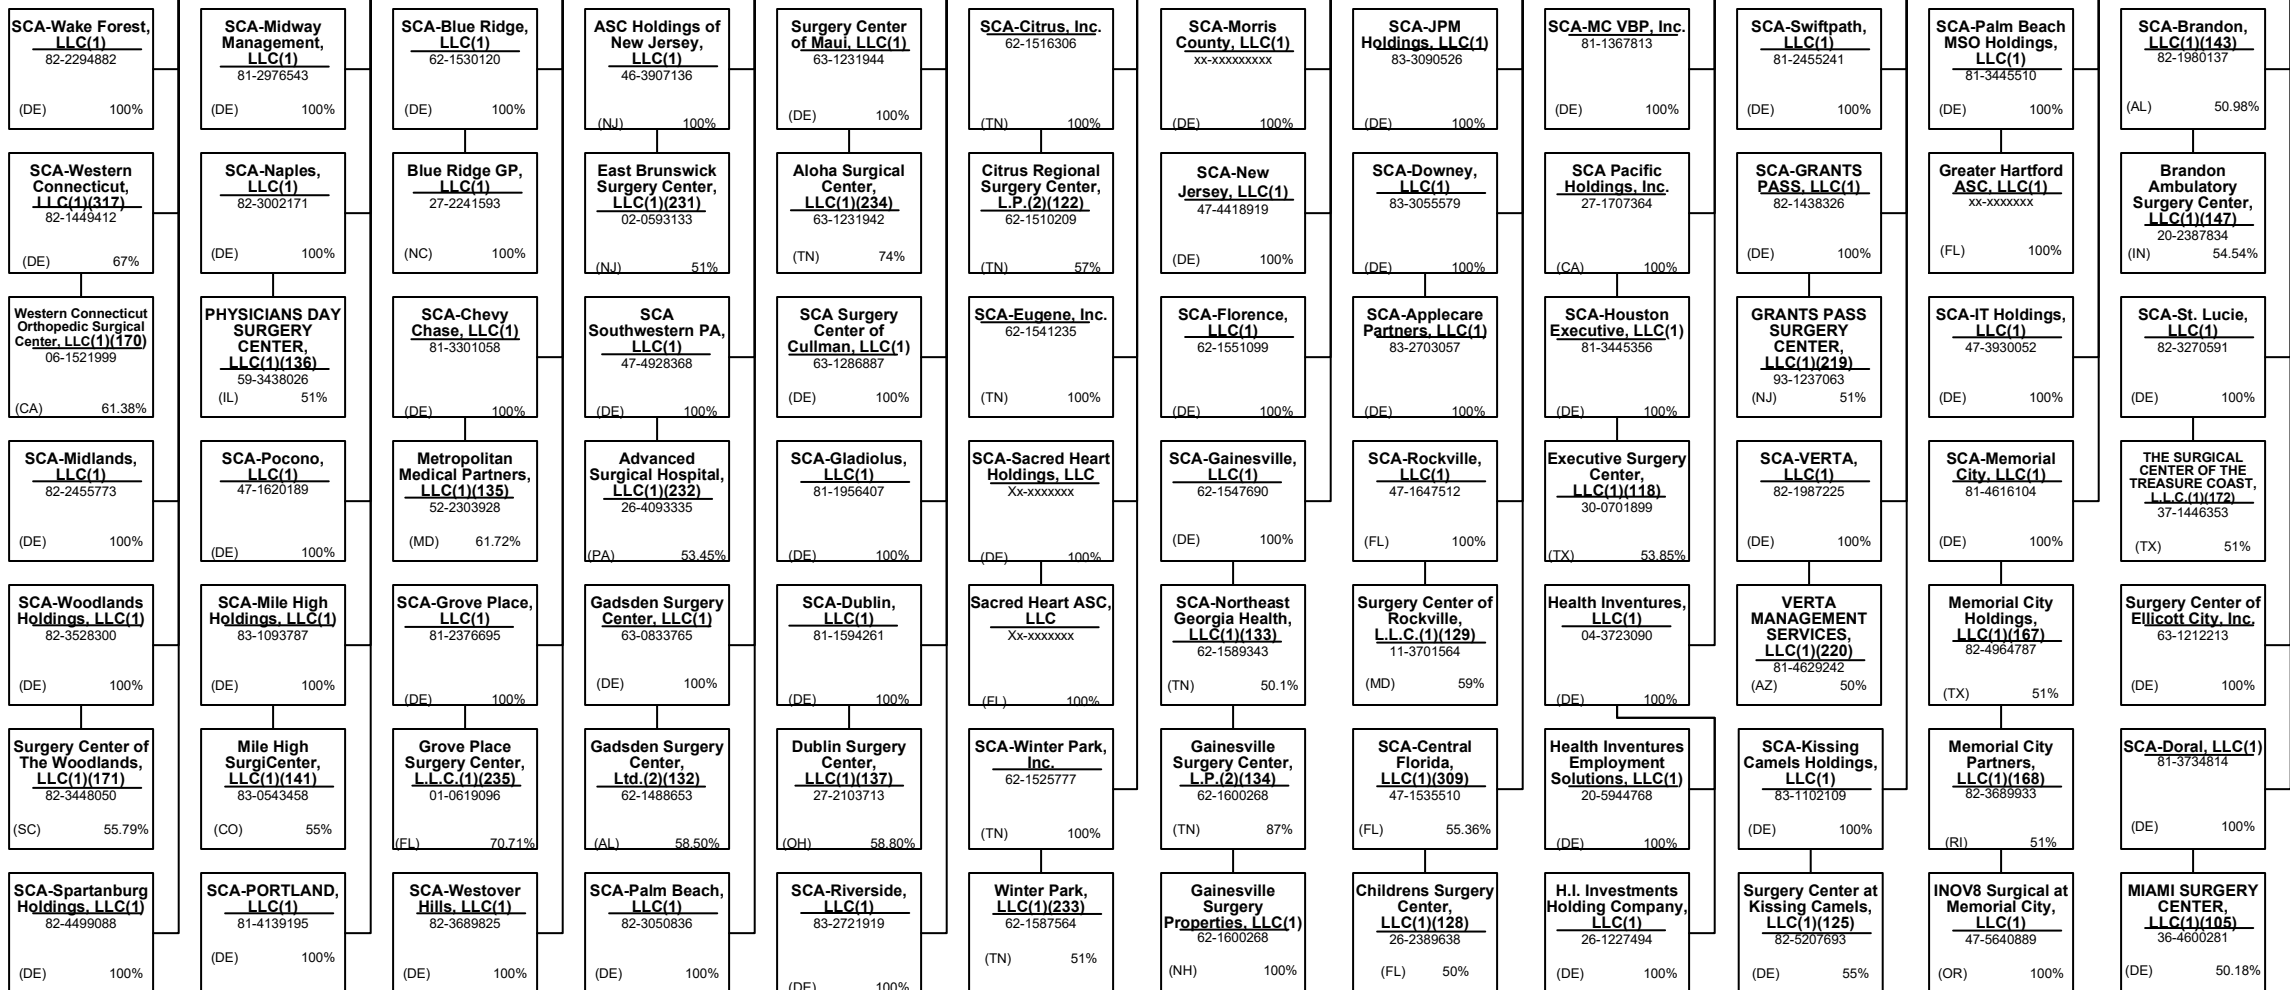 SCA-Wake Forest,
LLC(1)
82-2294882
(DE) 100%
SCA-Midway
Management,
LLC(1)
81-2976543
(DE) 100%
SCA-Blue Ridge,
LLC(1)
62-1530120
(DE) 100%
ASC Holdings of
New Jersey,
LLC(1)
46-3907136
(NJ) 100%
Surgery Center
of Maui, LLC(1)
63-1231944
(DE) 100%
SCA-Citrus, Inc.
62-1516306
(TN) 100%
SCA-Morris
County, LLC(1)
xx-xxxxxxxxx
(DE) 100%
SCA-JPM
Holdings, LLC(1)
83-3090526
(DE) 100%
SCA-MC VBP, Inc.
81-1367813
(DE) 100%
SCA-Swiftpath,
LLC(1)
81-2455241
(DE) 100%
SCA-Palm Beach
MSO Holdings,
LLC(1)
81-3445510
(DE) 100%
SCA-Brandon,
LLC(1)(143)
82-1980137
(AL) 50.98%
SCA-Western
Connecticut,
LLC(1)(317)
82-1449412
(DE) 67%
SCA-Naples,
LLC(1)
82-3002171
(DE) 100%
Blue Ridge GP,
LLC(1)
27-2241593
(NC) 100%
East Brunswick
Surgery Center,
LLC(1)(231)
02-0593133
(NJ) 51%
Aloha Surgical
Center,
LLC(1)(234)
63-1231942
(TN) 74%
Citrus Regional
Surgery Center,
L.P.(2)(122)
62-1510209
(TN) 57%
SCA-New
Jersey, LLC(1)
47-4418919
(DE) 100%
SCA-Downey,
LLC(1)
83-3055579
(DE) 100%
SCA Pacific
Holdings, Inc.
27-1707364
(CA) 100%
SCA-GRANTS
PASS, LLC(1)
82-1438326
(DE) 100%
Greater Hartford
ASC, LLC(1)
xx-xxxxxxx
(FL) 100%
Brandon
Ambulatory
Surgery Center,
LLC(1)(147)
20-2387834
(IN) 54.54%
Western Connecticut
Orthopedic Surgical
Center, LLC(1)(170)
06-1521999
(CA) 61.38%
PHYSICIANS DAY
SURGERY
CENTER,
LLC(1)(136)
59-3438026
(IL) 51%
SCA-Chevy
Chase, LLC(1)
81-3301058
(DE) 100%
SCA
Southwestern PA,
LLC(1)
47-4928368
(DE) 100%
SCA Surgery
Center of
Cullman, LLC(1)
63-1286887
(DE) 100%
SCA-Eugene, Inc.
62-1541235
(TN) 100%
SCA-Florence,
LLC(1)
62-1551099
(DE) 100%
SCA-Applecare
Partners, LLC(1)
83-2703057
(DE) 100%
SCA-Houston
Executive, LLC(1)
81-3445356
(DE) 100%
GRANTS PASS
SURGERY
CENTER,
LLC(1)(219)
93-1237063
(NJ) 51%
SCA-IT Holdings,
LLC(1)
47-3930052
(DE) 100%
SCA-St. Lucie,
LLC(1)
82-3270591
(DE) 100%
SCA-Midlands,
LLC(1)
82-2455773
(DE) 100%
SCA-Pocono,
LLC(1)
47-1620189
(DE) 100%
Metropolitan
Medical Partners,
LLC(1)(135)
52-2303928
(MD) 61.72%
Advanced
Surgical Hospital,
LLC(1)(232)
26-4093335
(PA) 53.45%
SCA-Gladiolus,
LLC(1)
81-1956407
(DE) 100%
SCA-Sacred Heart
Holdings, LLC
Xx-xxxxxxx
(DE) 100%
SCA-Gainesville,
LLC(1)
62-1547690
(DE) 100%
SCA-Rockville,
LLC(1)
47-1647512
(FL) 100%
Executive Surgery
Center,
LLC(1)(118)
30-0701899
(TX) 53.85%
SCA-VERTA,
LLC(1)
82-1987225
(DE) 100%
SCA-Memorial
City, LLC(1)
81-4616104
(DE) 100%
THE SURGICAL
CENTER OF THE
TREASURE COAST,
L.L.C.(1)(172)
37-1446353
(TX) 51%
SCA-Woodlands
Holdings, LLC(1)
82-3528300
(DE) 100%
SCA-Mile High
Holdings, LLC(1)
83-1093787
(DE) 100%
SCA-Grove Place,
LLC(1)
81-2376695
(DE) 100%
Gadsden Surgery
Center, LLC(1)
63-0833765
(DE) 100%
SCA-Dublin,
LLC(1)
81-1594261
(DE) 100%
Sacred Heart ASC,
LLC
Xx-xxxxxxx
(FL) 100%
SCA-Northeast
Georgia Health,
LLC(1)(133)
62-1589343
(TN) 50.1%
Surgery Center of
Rockville,
L.L.C.(1)(129)
11-3701564
(MD) 59%
Health Inventures,
LLC(1)
04-3723090
(DE) 100%
VERTA
MANAGEMENT
SERVICES,
LLC(1)(220)
81-4629242
(AZ) 50%
Memorial City
Holdings,
LLC(1)(167)
82-4964787
(TX) 51%
Surgery Center of
Ellicott City, Inc.
63-1212213
(DE) 100%
Surgery Center of
The Woodlands,
LLC(1)(171)
82-3448050
(SC) 55.79%
Mile High
SurgiCenter,
LLC(1)(141)
83-0543458
(CO) 55%
Grove Place
Surgery Center,
L.L.C.(1)(235)
01-0619096
(FL) 70.71%
Gadsden Surgery
Center,
Ltd.(2)(132)
62-1488653
(AL) 58.50%
Dublin Surgery
Center,
LLC(1)(137)
27-2103713
(OH) 58.80%
SCA-Winter Park,
Inc.
62-1525777
(TN) 100%
Gainesville
Surgery Center,
L.P.(2)(134)
62-1600268
(TN) 87%
SCA-Central
Florida,
LLC(1)(309)
47-1535510
(FL) 55.36%
Health Inventures
Employment
Solutions, LLC(1)
20-5944768
(DE) 100%
SCA-Kissing
Camels Holdings,
LLC(1)
83-1102109
(DE) 100%
Memorial City
Partners,
LLC(1)(168)
82-3689933
(RI) 51%
SCA-Doral, LLC(1)
81-3734814
(DE) 100%
SCA-Spartanburg
Holdings, LLC(1)
82-4499088
(DE) 100%
SCA-PORTLAND,
LLC(1)
81-4139195
(DE) 100%
SCA-Westover
Hills, LLC(1)
82-3689825
(DE) 100%
SCA-Palm Beach,
LLC(1)
82-3050836
(DE) 100%
SCA-Riverside,
LLC(1)
83-2721919
(DE) 100%
Winter Park,
LLC(1)(233)
62-1587564
(TN) 51%
Gainesville
Surgery
Properties, LLC(1)
62-1600268
(NH) 100%
Childrens Surgery
Center,
LLC(1)(128)
26-2389638
(FL) 50%
H.I. Investments
Holding Company,
LLC(1)
26-1227494
(DE) 100%
Surgery Center at
Kissing Camels,
LLC(1)(125)
82-5207693
(DE) 55%
INOV8 Surgical at
Memorial City,
LLC(1)
47-5640889
(OR) 100%
MIAMI SURGERY
CENTER,
LLC(1)(105)
36-4600281
(DE) 50.18%